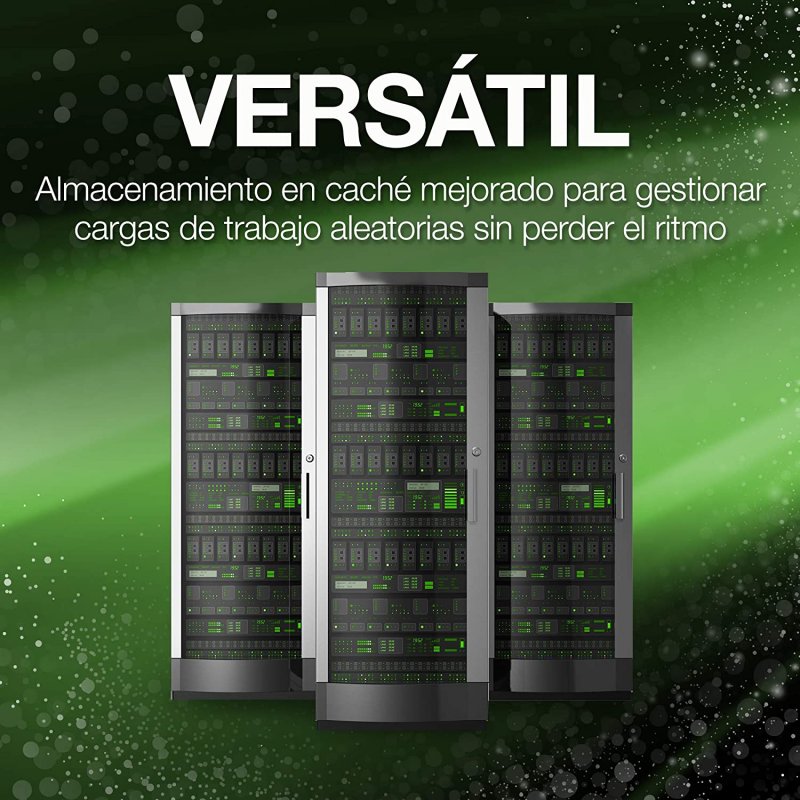 VERSÁTIL
Almacenamiento en caché mejorado para gestionar
cargas de trabajo aleatorias sin perder el ritmo